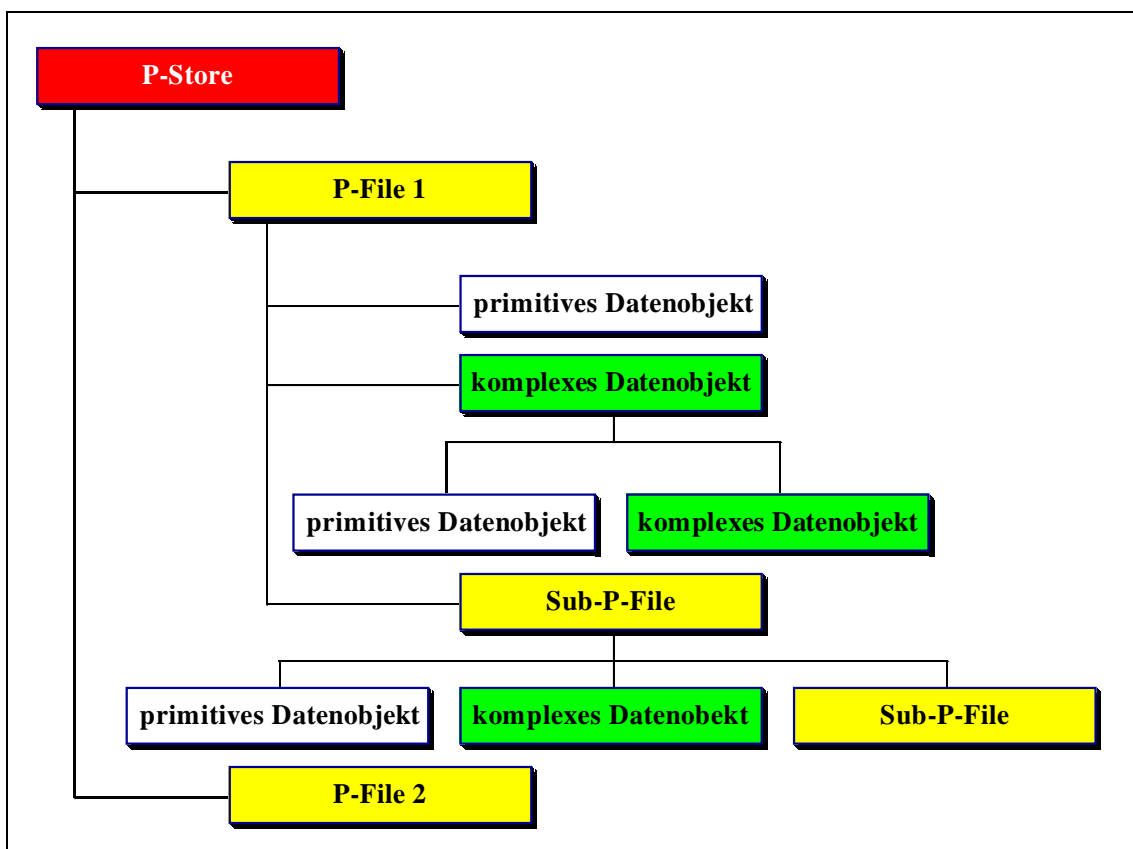 P-Store
P-File 1
primitives Datenobjekt
komplexes Datenobjekt
primitives Datenobjekt
komplexes Datenobjekt
Sub-P-File
primitives Datenobjekt
komplexes Datenobekt
Sub-P-File
P-File 2